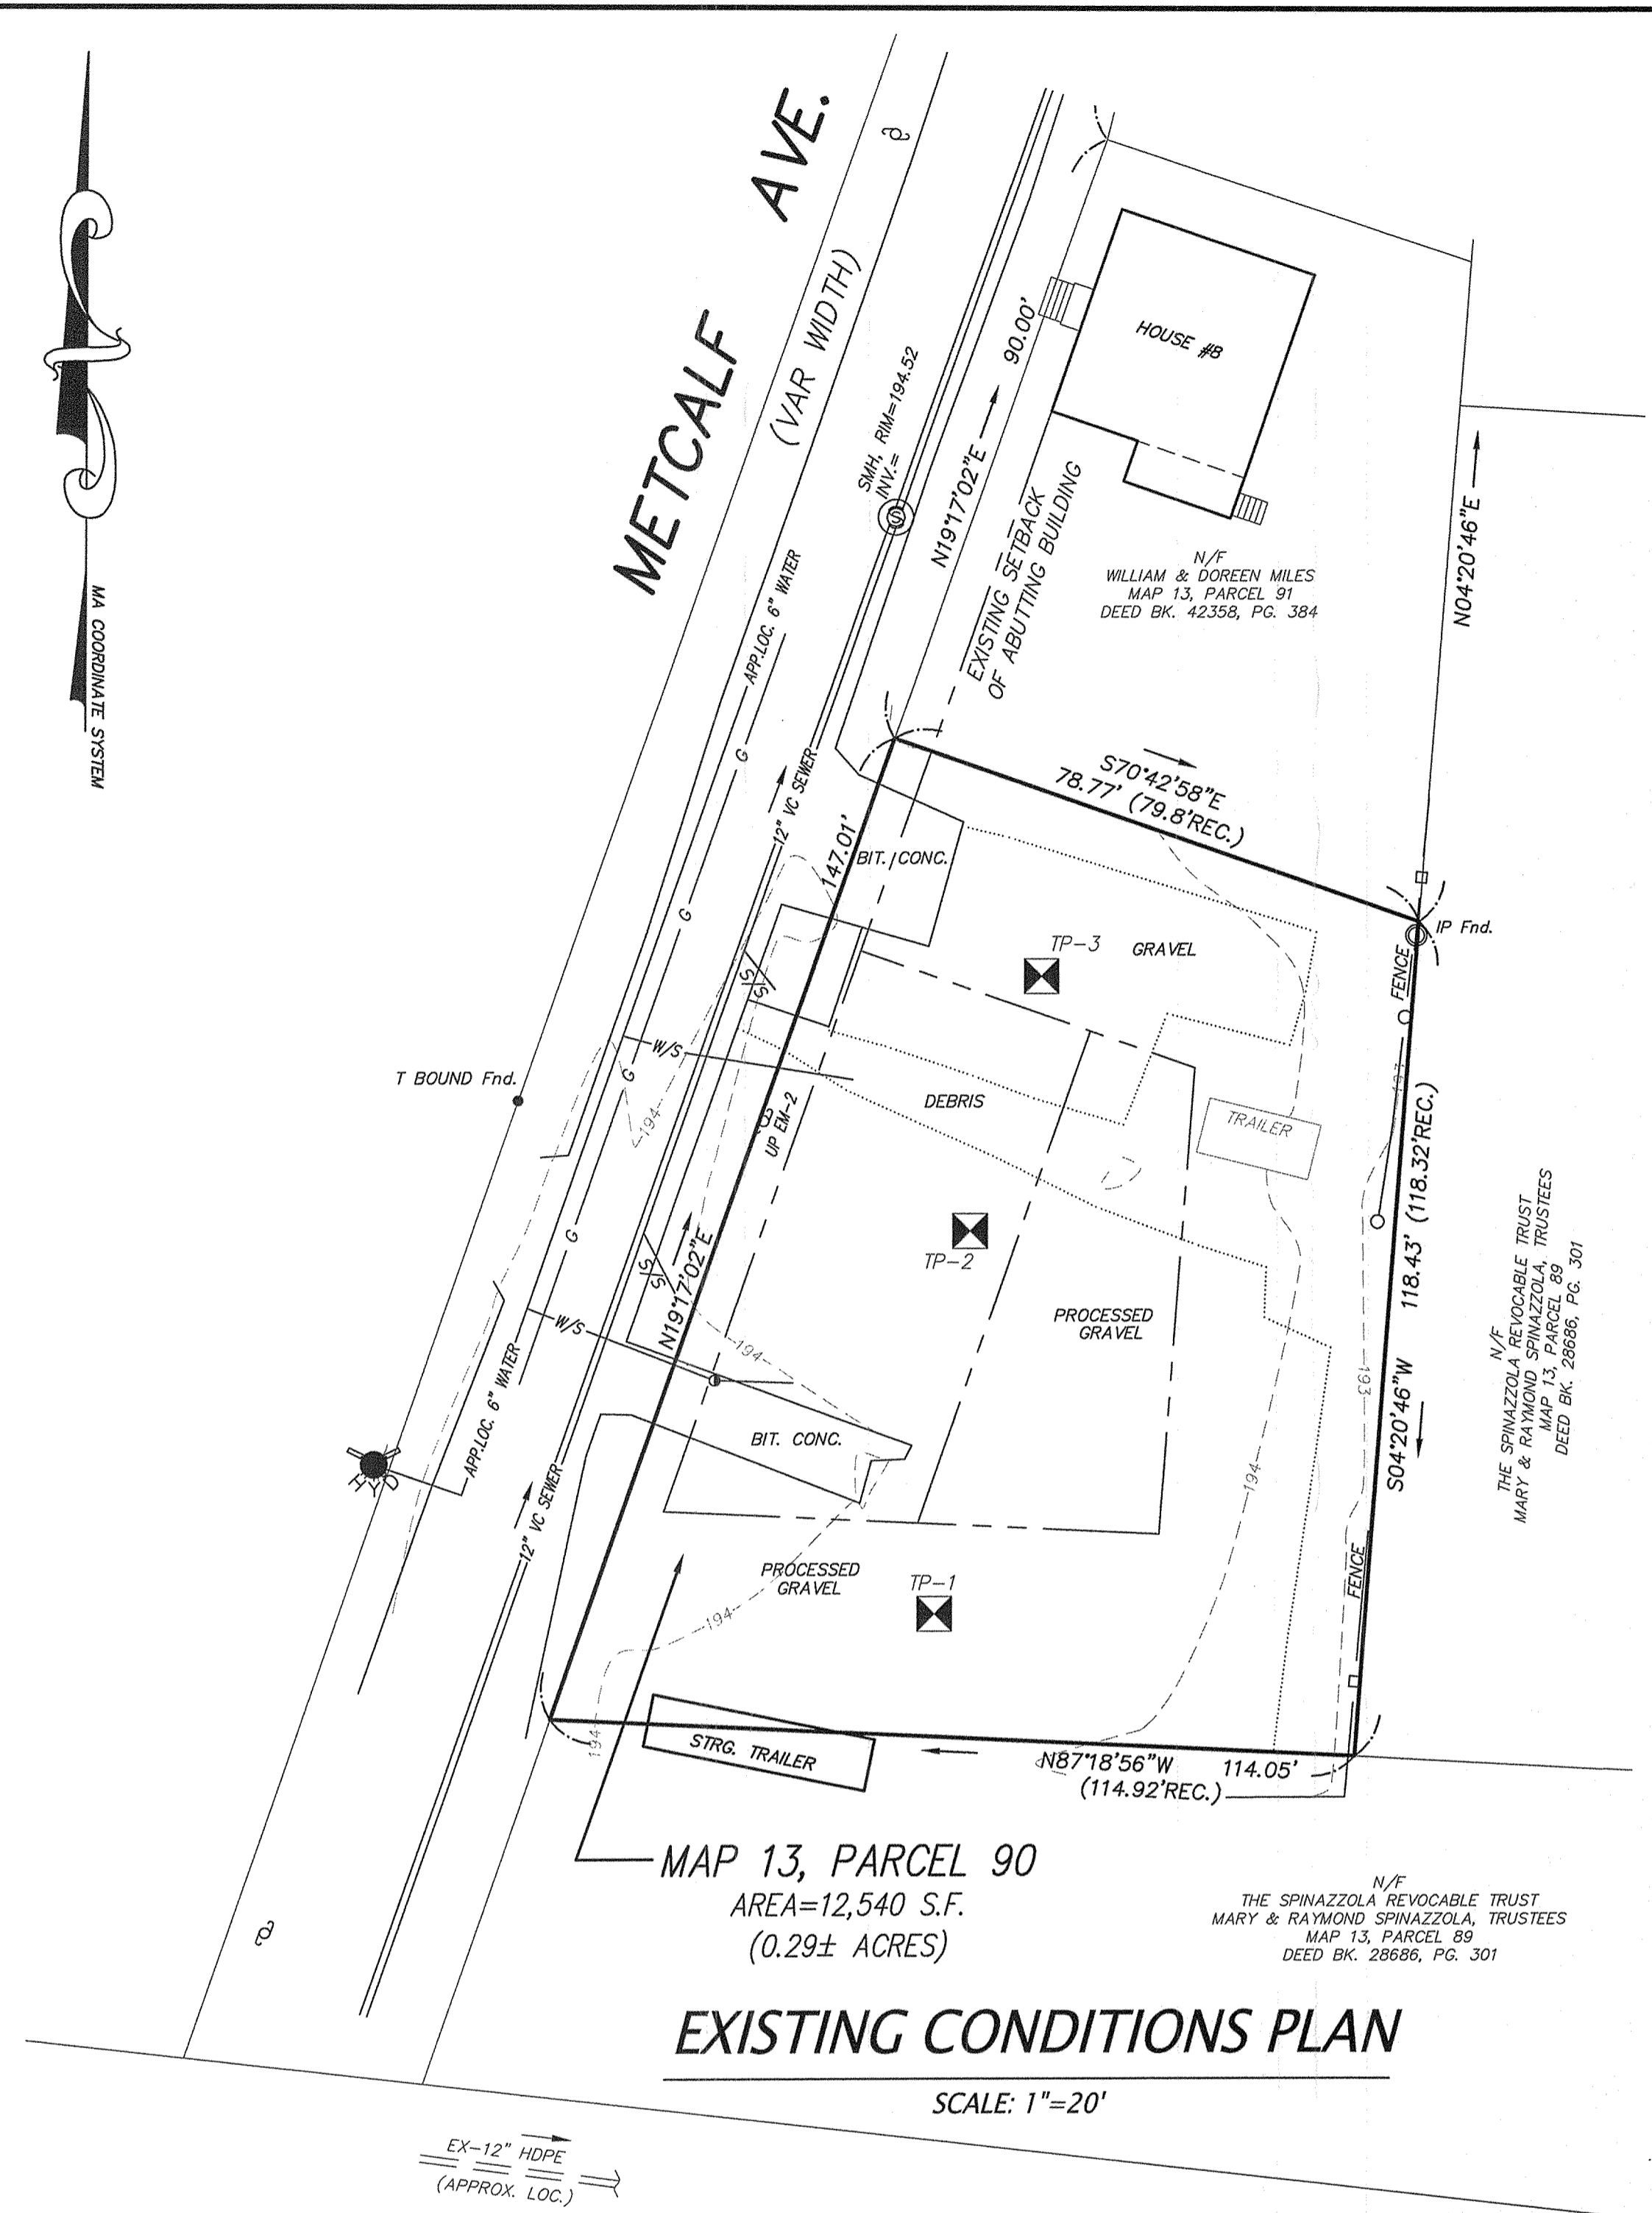 METCALF AVE.
(VAR WIDTH)
MA COORDINATE SYSTEM
SMH, RIM=194.52
INV.=
N19°17'02"E 90.00'
HOUSE #8
EXISTING SETBACK
OF ABUTTING BUILDING
N/F
WILLIAM & DOREEN MILES
MAP 13, PARCEL 91
DEED BK. 42358, PG. 384
N04°20'46"E
APP.LOC. 6" WATER
G
G
G
G
12" VC SEWER
S70°42'58"E
78.77' (79.8'REC.)
147.01'
BIT. CONC.
IP Fnd.
FENCE
TP-3
GRAVEL
S/S
W/S
T BOUND Fnd.
194
UP EM-2
DEBRIS
TRAILER
193
118.43' (118.32'REC.)
S04°20'46"W
TP-2
S/S
N19°17'02"E
W/S
194
PROCESSED
GRAVEL
193
N/F
THE SPINAZZOLA REVOCABLE TRUST
MARY & RAYMOND SPINAZZOLA, TRUSTEES
MAP 13, PARCEL 89
DEED BK. 28686, PG. 301
APP.LOC. 6" WATER
HYD
BIT. CONC.
194
12" VC SEWER
FENCE
PROCESSED
GRAVEL
TP-1
194
194
STRG. TRAILER
N87°18'56"W 114.05'
(114.92'REC.)
MAP 13, PARCEL 90
AREA=12,540 S.F.
(0.29± ACRES)
N/F
THE SPINAZZOLA REVOCABLE TRUST
MARY & RAYMOND SPINAZZOLA, TRUSTEES
MAP 13, PARCEL 89
DEED BK. 28686, PG. 301
EXISTING CONDITIONS PLAN
SCALE: 1"=20'
EX-12" HDPE
(APPROX. LOC.)